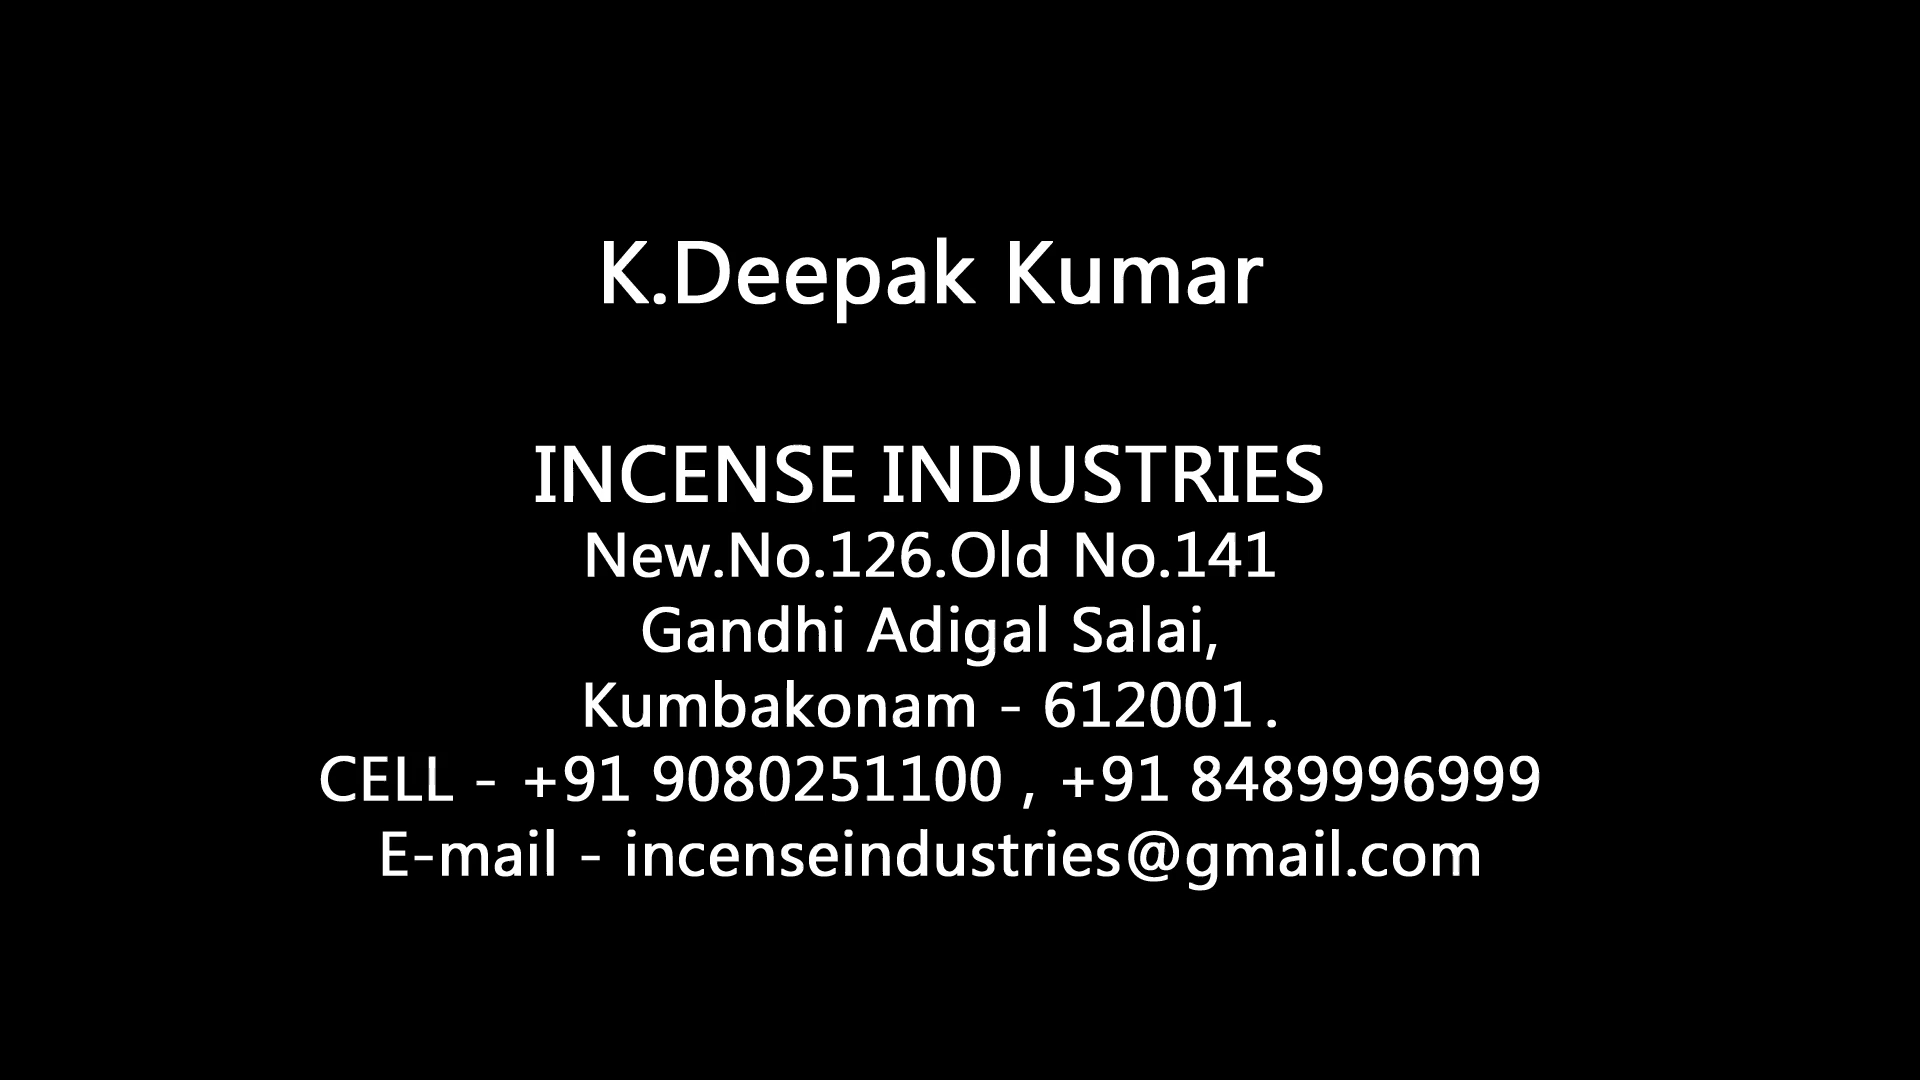 K.Deepak Kumar
INCENSE INDUSTRIES
New.No.126.Old No.141
Gandhi Adigal Salai,
Kumbakonam - 612001 .
CELL - +91 9080251100 , +91 8489996999
E-mail - incenseindustries@gmail.com